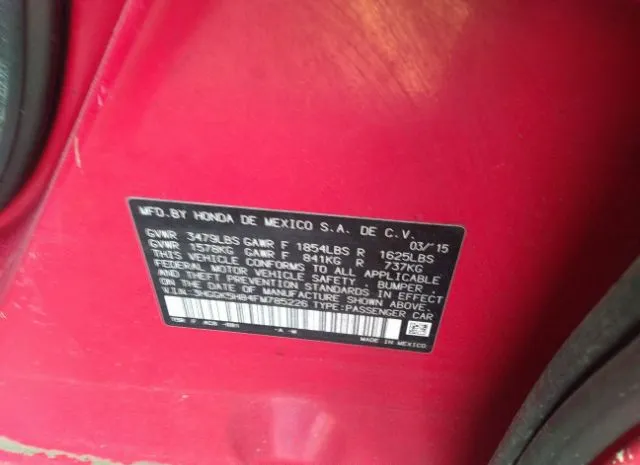 MFD.BY HONDA DE MEXICO S.A. DE C.V. 03/15
GVWR 3479LBS GAWR F 1854LBS R 1625LBS
GVWR 1578KG GAWR F 841KG R 737KG
THIS VEHICLE CONFORMS TO ALL APPLICABLE
FEDERAL MOTOR VEHICLE SAFETY, BUMPER,
AND THEFT PREVENTION STANDARDS IN EFFECT
ON THE DATE OF MANUFACTURE SHOWN ABOVE.
V.I.N.: 3HGGK5H84FM785226 TYPE:PASSENGER CAR
MADE IN MEXICO